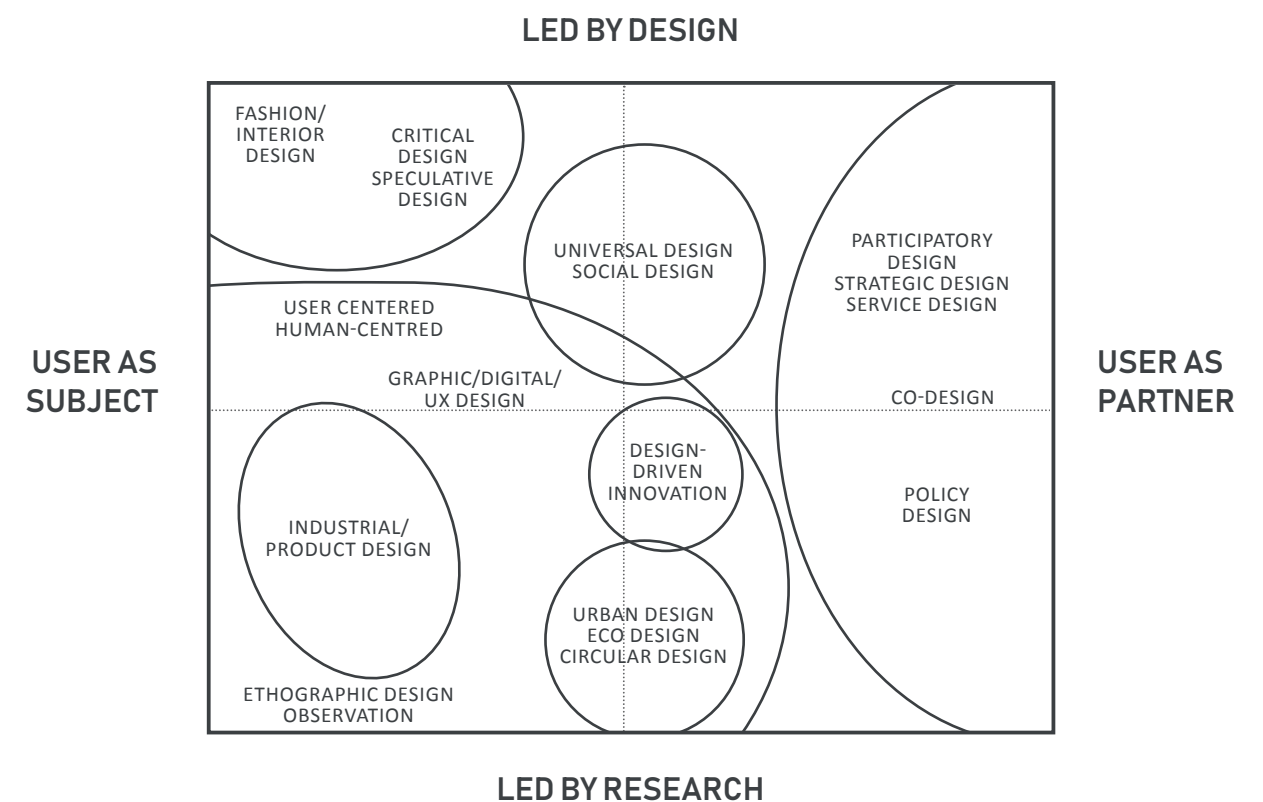 LED BY DESIGN
FASHION/
INTERIOR
DESIGN
CRITICAL
DESIGN
SPECULATIVE
DESIGN
UNIVERSAL DESIGN
SOCIAL DESIGN
PARTICIPATORY
DESIGN
STRATEGIC DESIGN
SERVICE DESIGN
USER CENTERED
HUMAN-CENTRED
USER AS
SUBJECT
GRAPHIC/DIGITAL/
UX DESIGN
CO-DESIGN
USER AS
PARTNER
DESIGN-
DRIVEN
INNOVATION
POLICY
DESIGN
INDUSTRIAL/
PRODUCT DESIGN
URBAN DESIGN
ECO DESIGN
CIRCULAR DESIGN
ETHOGRAPHIC DESIGN
OBSERVATION
LED BY RESEARCH